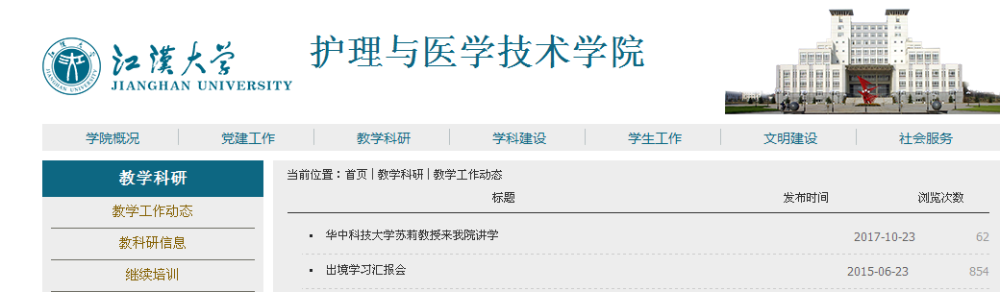 江漢大学
JIANGHAN UNIVERSITY
护理与医学技术学院
学院概况 党建工作 教学科研 学科建设 学生工作 文明建设 社会服务
教学科研
教学工作动态
教科研信息
继续培训
当前位置：首页 | 教学科研 | 教学工作动态
标题 发布时间 浏览次数
华中科技大学苏莉教授来我院讲学 2017-10-23 62
出境学习汇报会 2015-06-23 854